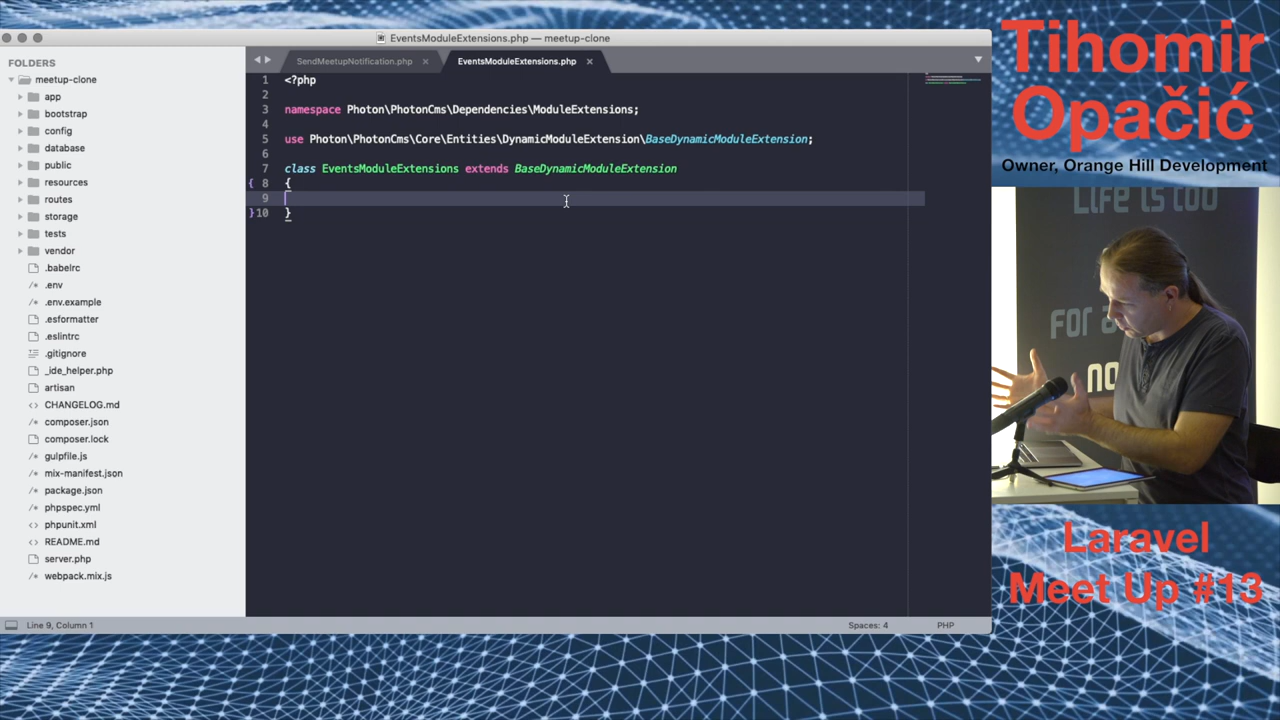 EventsModuleExtensions.php — meetup-clone
FOLDERS
meetup-clone
app
bootstrap
config
database
public
resources
routes
storage
tests
vendor
.babelrc
.env
.env.example
.esformatter
.eslintrc
.gitignore
_ide_helper.php
artisan
CHANGELOG.md
composer.json
composer.lock
gulpfile.js
mix-manifest.json
package.json
phpspec.yml
phpunit.xml
README.md
server.php
webpack.mix.js
SendMeetupNotification.php
EventsModuleExtensions.php
1 <?php
2
3 namespace Photon\PhotonCms\Dependencies\ModuleExtensions;
4
5 use Photon\PhotonCms\Core\Entities\DynamicModuleExtension\BaseDynamicModuleExtension;
6
7 class EventsModuleExtensions extends BaseDynamicModuleExtension
{ 8 {
9
} 10 }
Line 9, Column 1
Spaces: 4
PHP
Tihomir
Opačić
Owner, Orange Hill Development
Life is too
Laravel
Meet Up #13